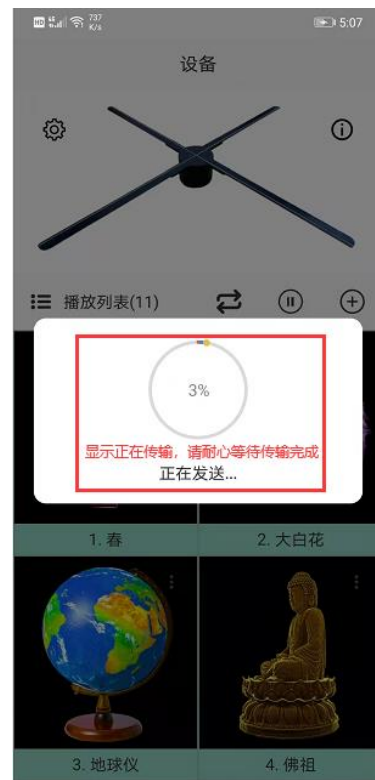 HD 737 K/s 5:07
设备
播放列表(11)
3%
显示正在传输，请耐心等待传输完成
正在发送...
1. 春
2. 大白花
3. 地球仪
4. 佛祖